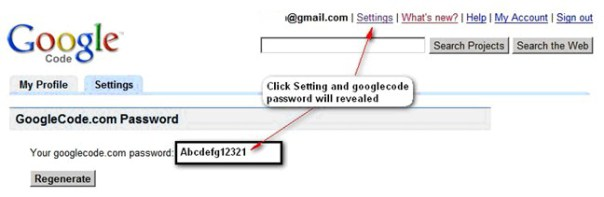 @gmail.com | Settings | What's new? | Help | My Account | Sign out
Google
Code
Search Projects Search the Web
My Profile Settings
Click Setting and googlecode
password will revealed
GoogleCode.com Password
Your googlecode.com password: Abcdefg12321
Regenerate